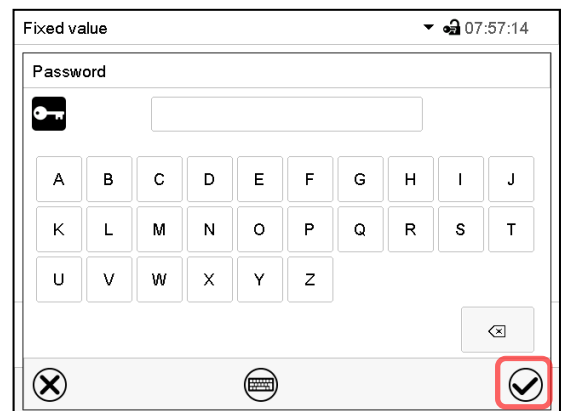 Fixed value 07:57:14
Password
A B C D E F G H I J
K L M N O P Q R S T
U V W X Y Z